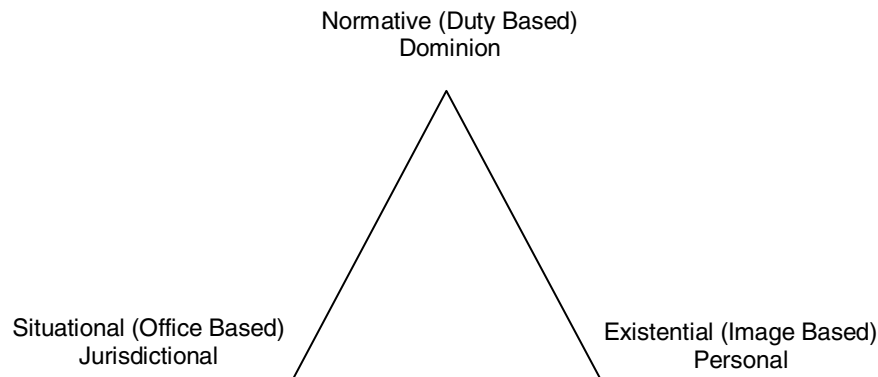 Normative (Duty Based)
Dominion
Situational (Office Based)
Jurisdictional
Existential (Image Based)
Personal